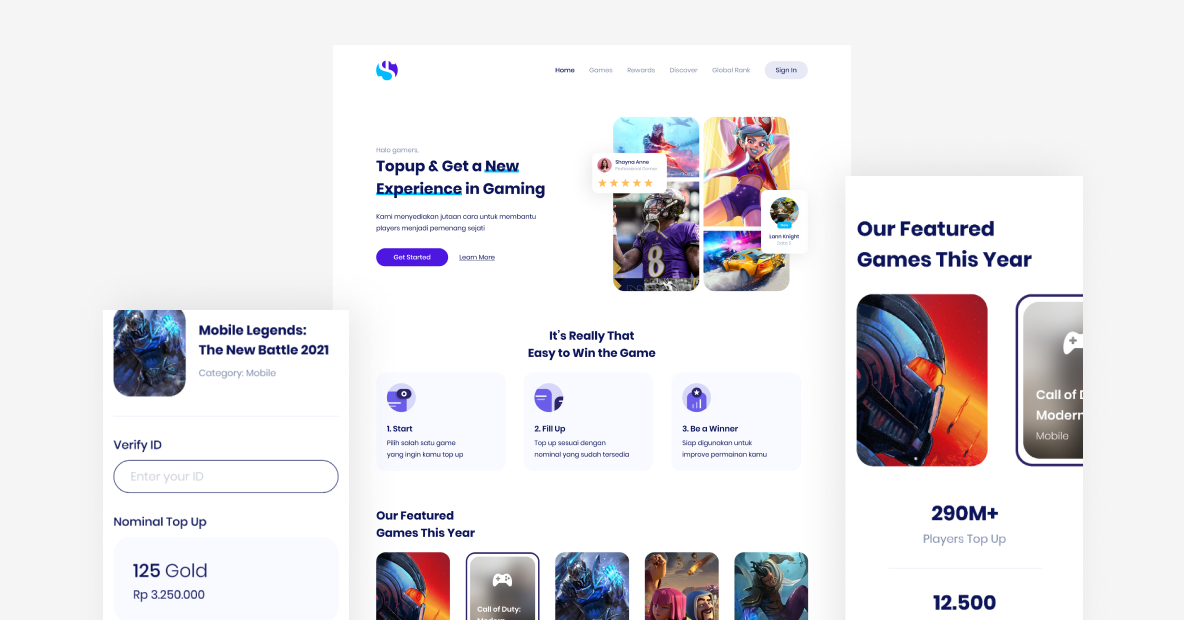 Home
Games
Rewards
Discover
Global Rank
Sign In
Halo gamers,
Topup & Get a New
Experience in Gaming
Kami menyediakan jutaan cara untuk membantu
players menjadi pemenang sejati
Get Started
Learn More
Shayna Anne
Professional Gamer
8
Lann Knight
It's Really That
Easy to Win the Game
1. Start
Pilih salah satu game
yang ingin kamu top up
2. Fill Up
Top up sesuai dengan
nominal yang sudah tersedia
3. Be a Winner
Siap digunakan untuk
improve permainan kamu
Our Featured
Games This Year
Call of Duty:
Modern
Mobile Legends:
The New Battle 2021
Category: Mobile
Verify ID
Enter your ID
Nominal Top Up
125 Gold
Rp 3.250.000
Our Featured
Games This Year
Call of
Modern
Mobile
290M+
Players Top Up
12.500